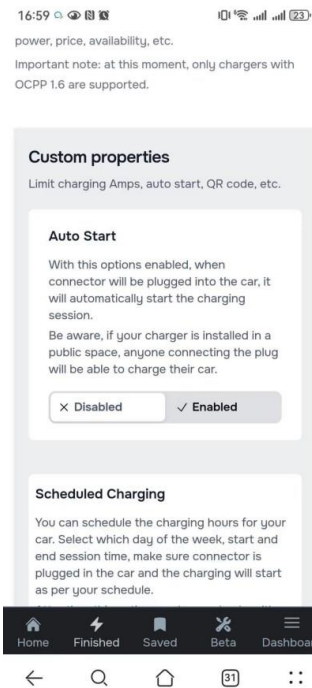 16:59
23
power, price, availability, etc.
Important note: at this moment, only chargers with
OCPP 1.6 are supported.
Custom properties
Limit charging Amps, auto start, QR code, etc.
Auto Start
With this options enabled, when
connector will be plugged into the car, it
will automatically start the charging
session.
Be aware, if your charger is installed in a
public space, anyone connecting the plug
will be able to charge their car.
Disabled
Enabled
Scheduled Charging
You can schedule the charging hours for your
car. Select which day of the week, start and
end session time, make sure connector is
plugged in the car and the charging will start
as per your schedule.
Home Finished Saved Beta Dashboar
31